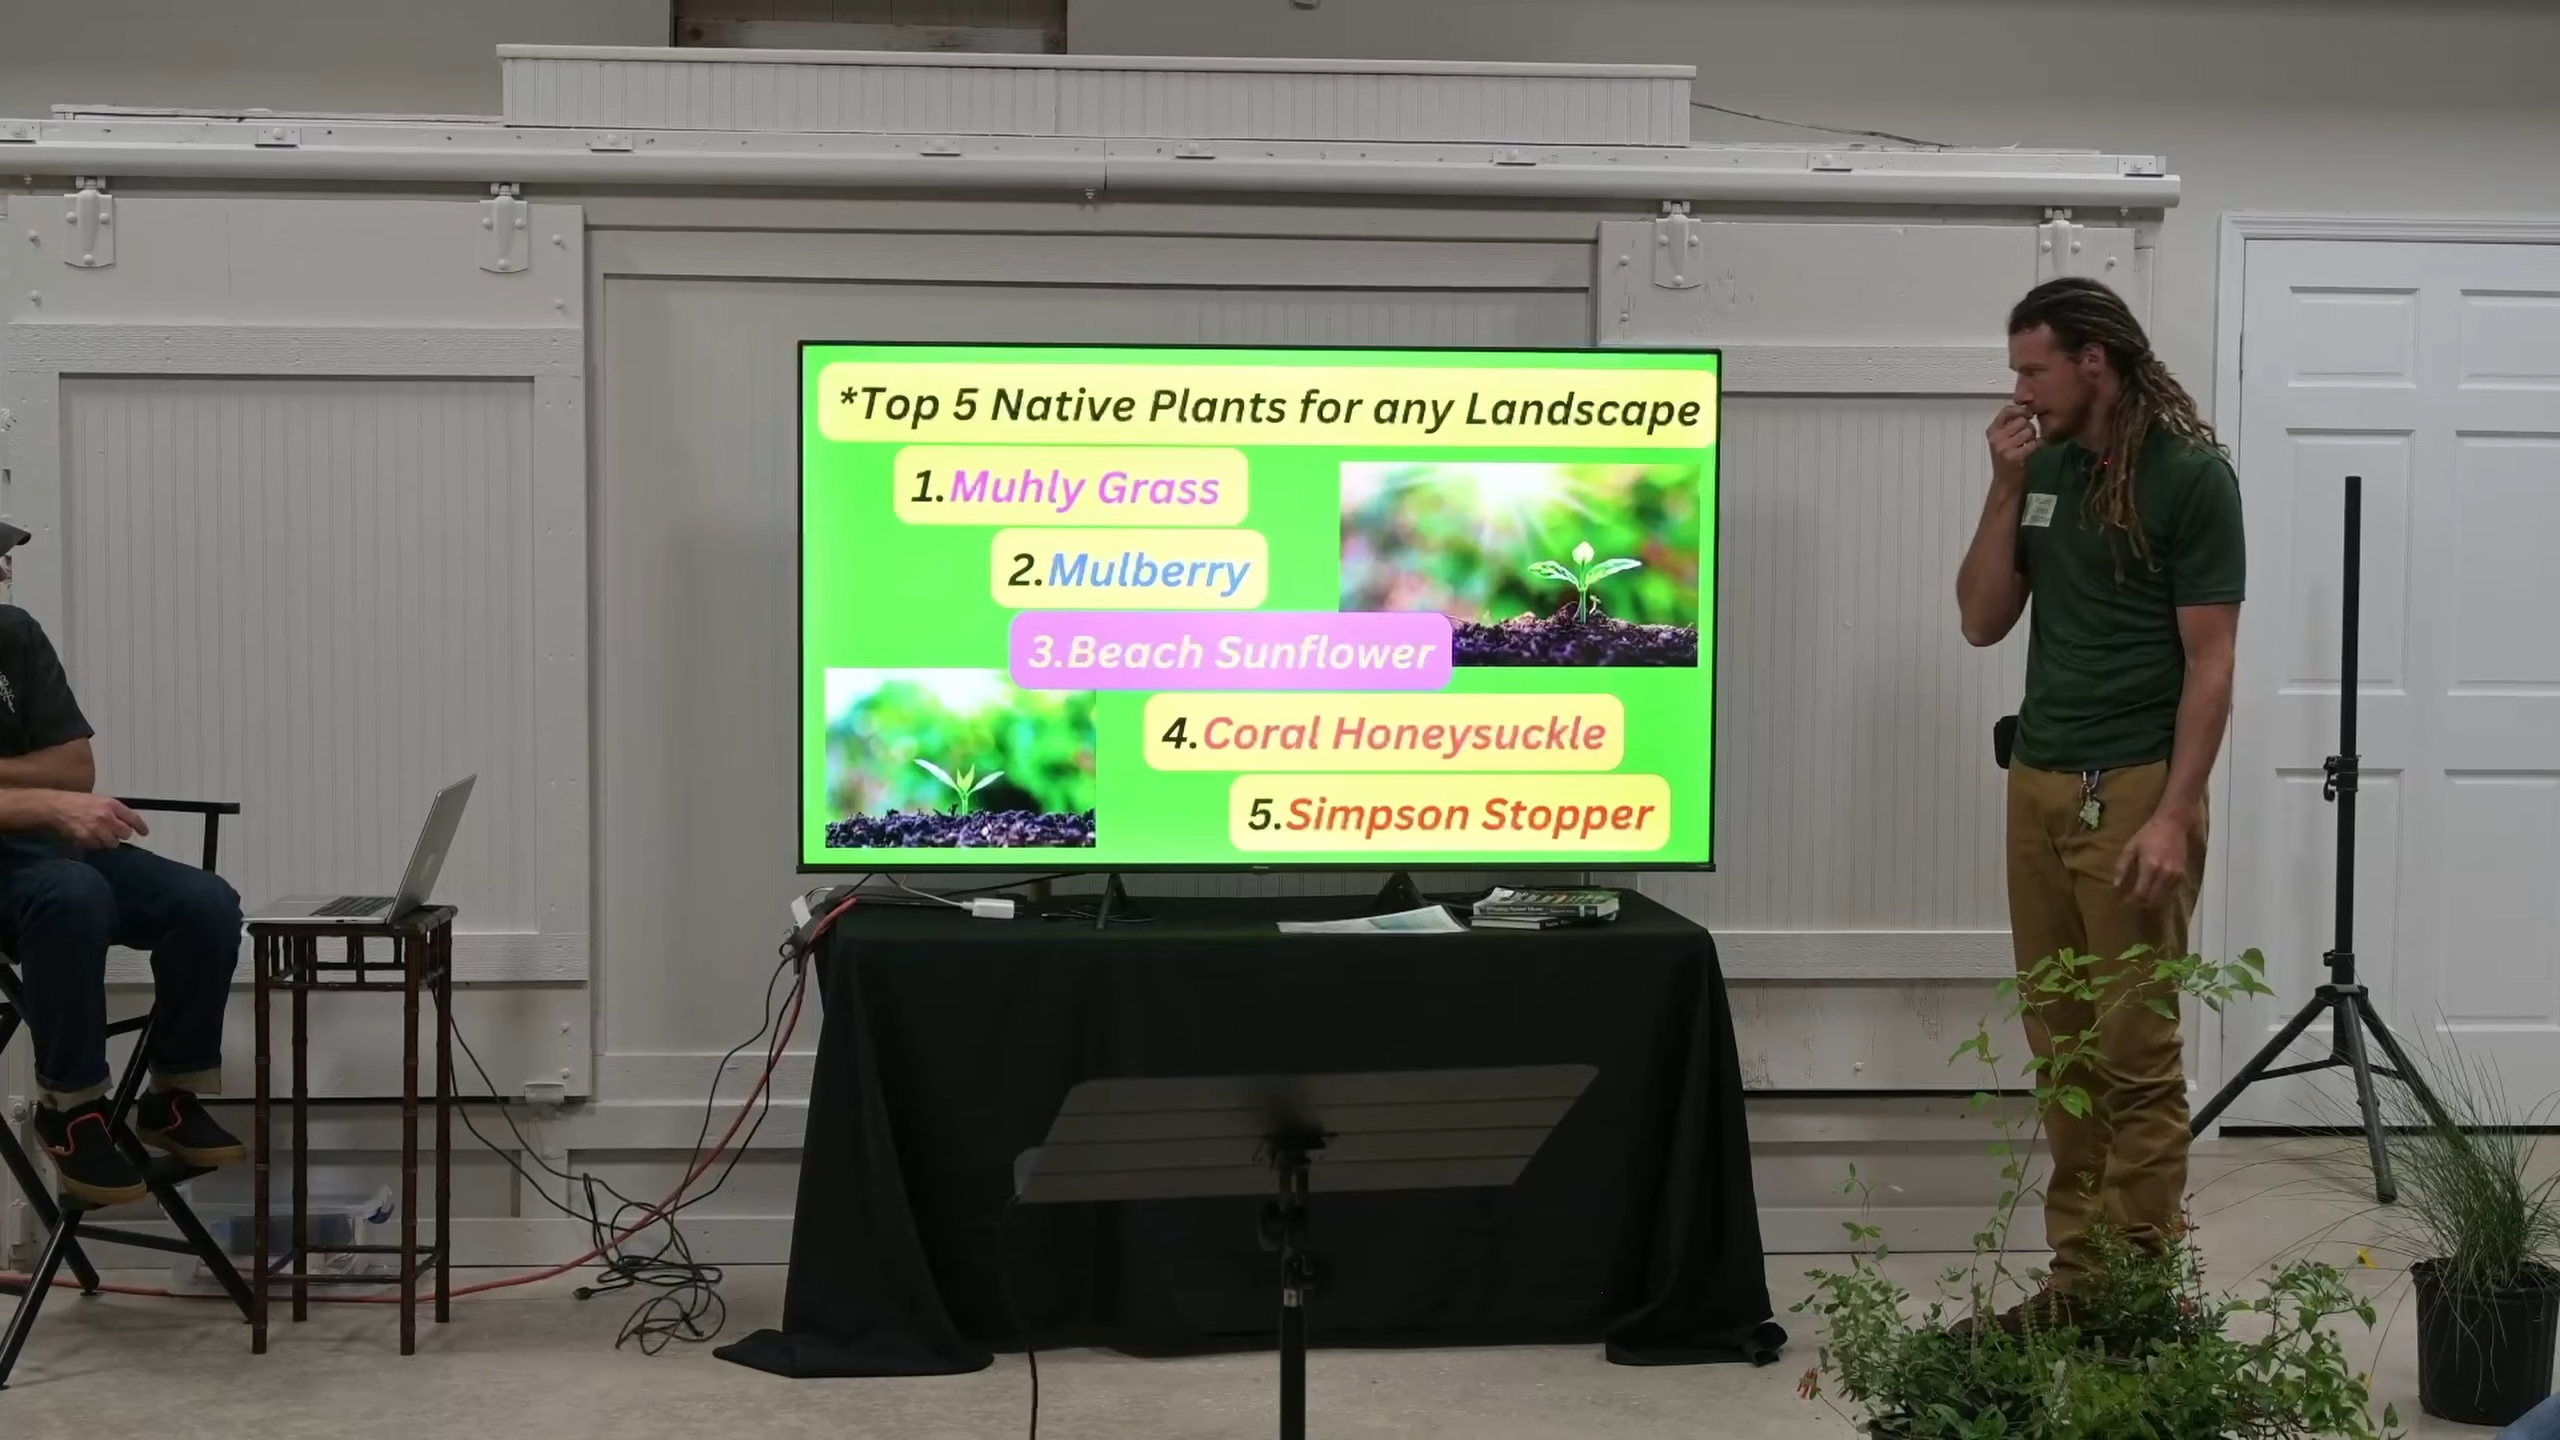 *Top 5 Native Plants for any Landscape
1.Muhly Grass
2.Mulberry
3.Beach Sunflower
4.Coral Honeysuckle
5.Simpson Stopper